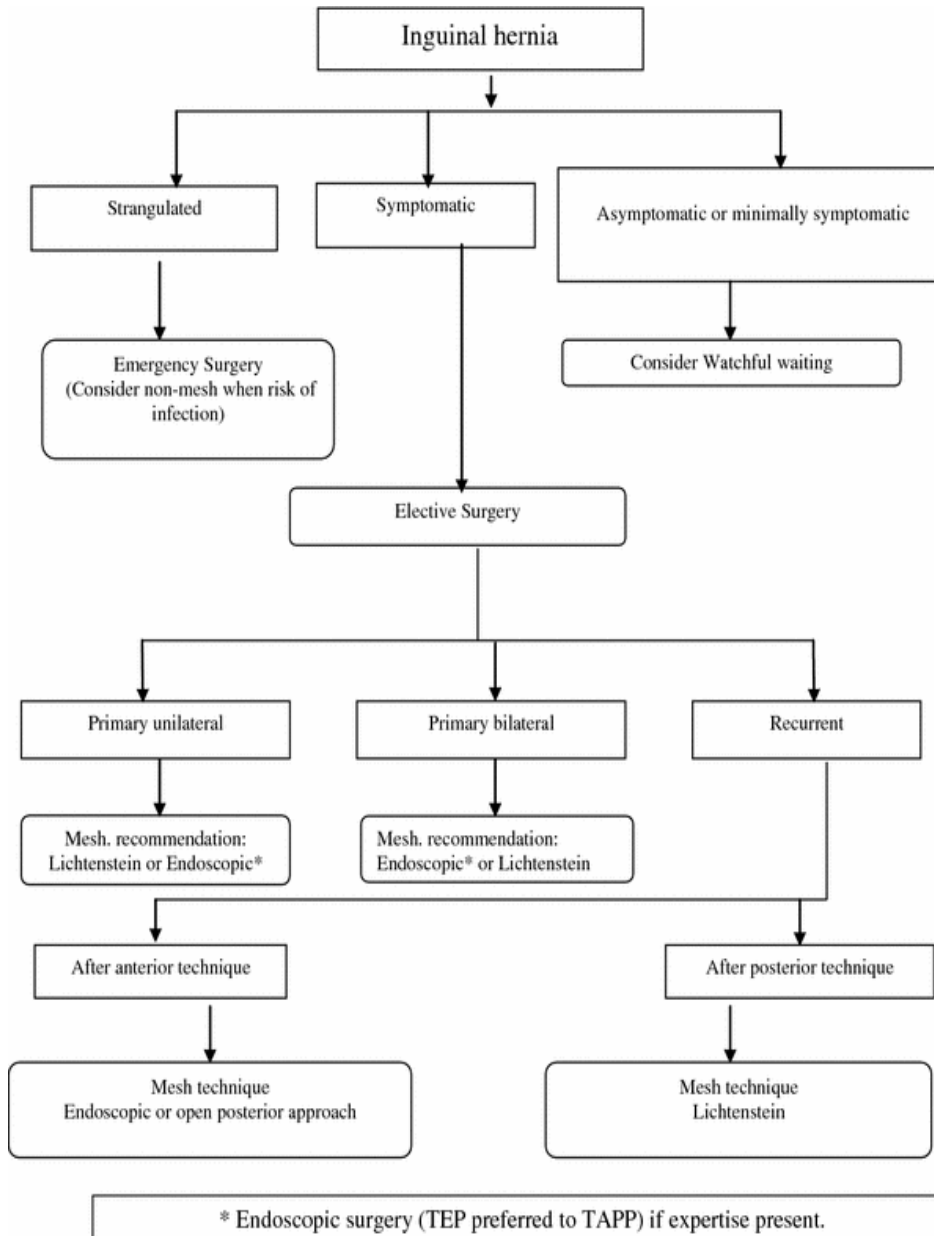 Inguinal hernia
Strangulated
Symptomatic
Asymptomatic or minimally symptomatic
Emergency Surgery
(Consider non-mesh when risk of
infection)
Consider Watchful waiting
Elective Surgery
Primary unilateral
Primary bilateral
Recurrent
Mesh. recommendation:
Lichtenstein or Endoscopic*
Mesh. recommendation:
Endoscopic* or Lichtenstein
After anterior technique
After posterior technique
Mesh technique
Endoscopic or open posterior approach
Mesh technique
Lichtenstein
* Endoscopic surgery (TEP preferred to TAPP) if expertise present.